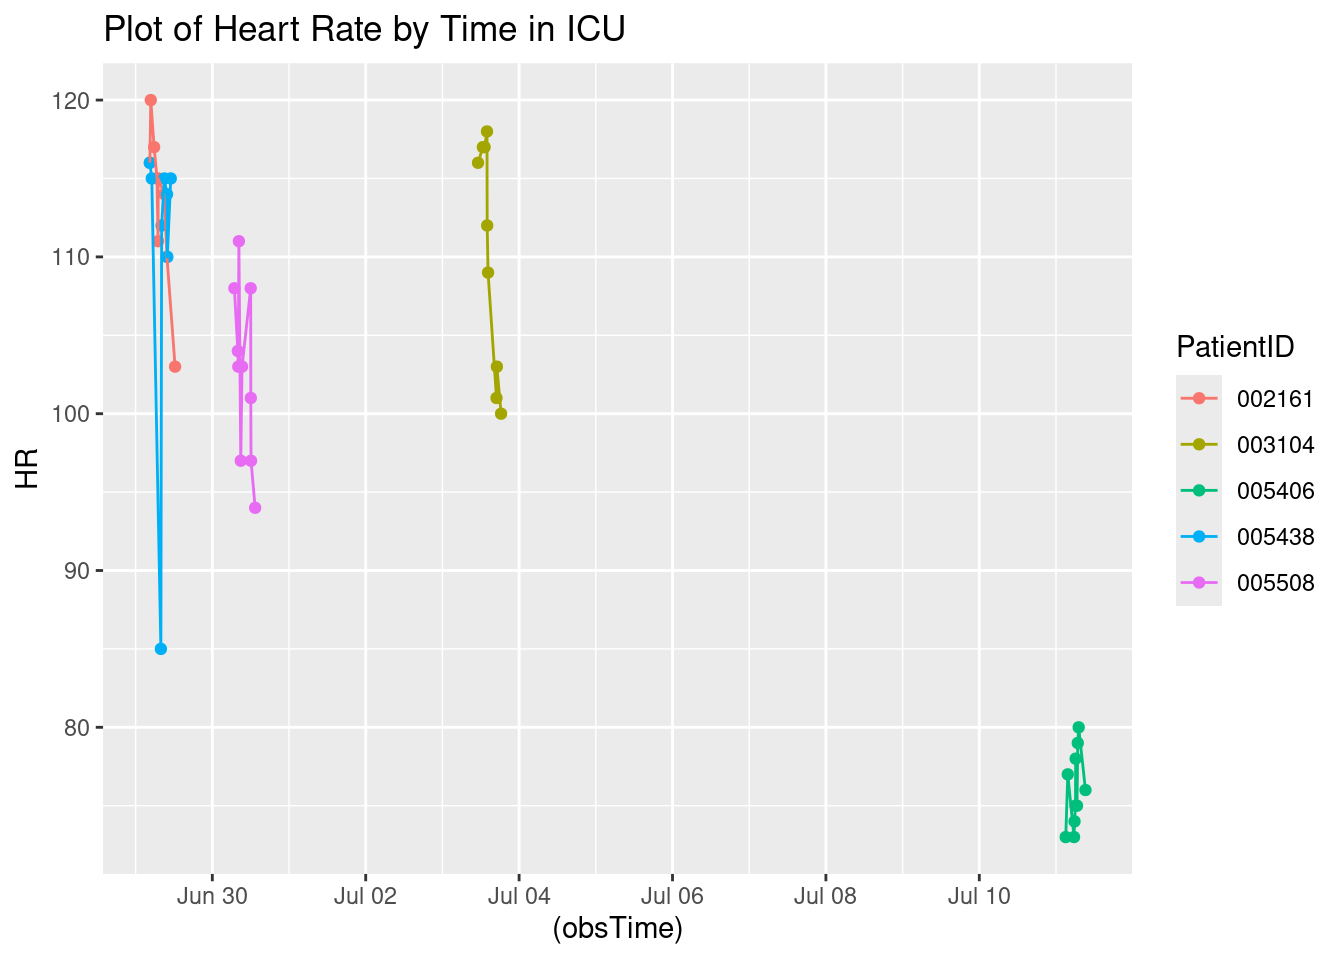 Plot of Heart Rate by Time in ICU
120
110
100
90
80
HR
Jun 30
Jul 02
Jul 04
Jul 06
Jul 08
Jul 10
(obsTime)
PatientID
002161
003104
005406
005438
005508